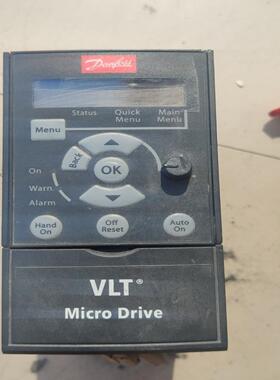 Danfoss
Status
Quick Menu
Main Menu
Menu
Back
OK
On
Warn.
Alarm
Hand On
Off Reset
Auto On
VLT®
Micro Drive